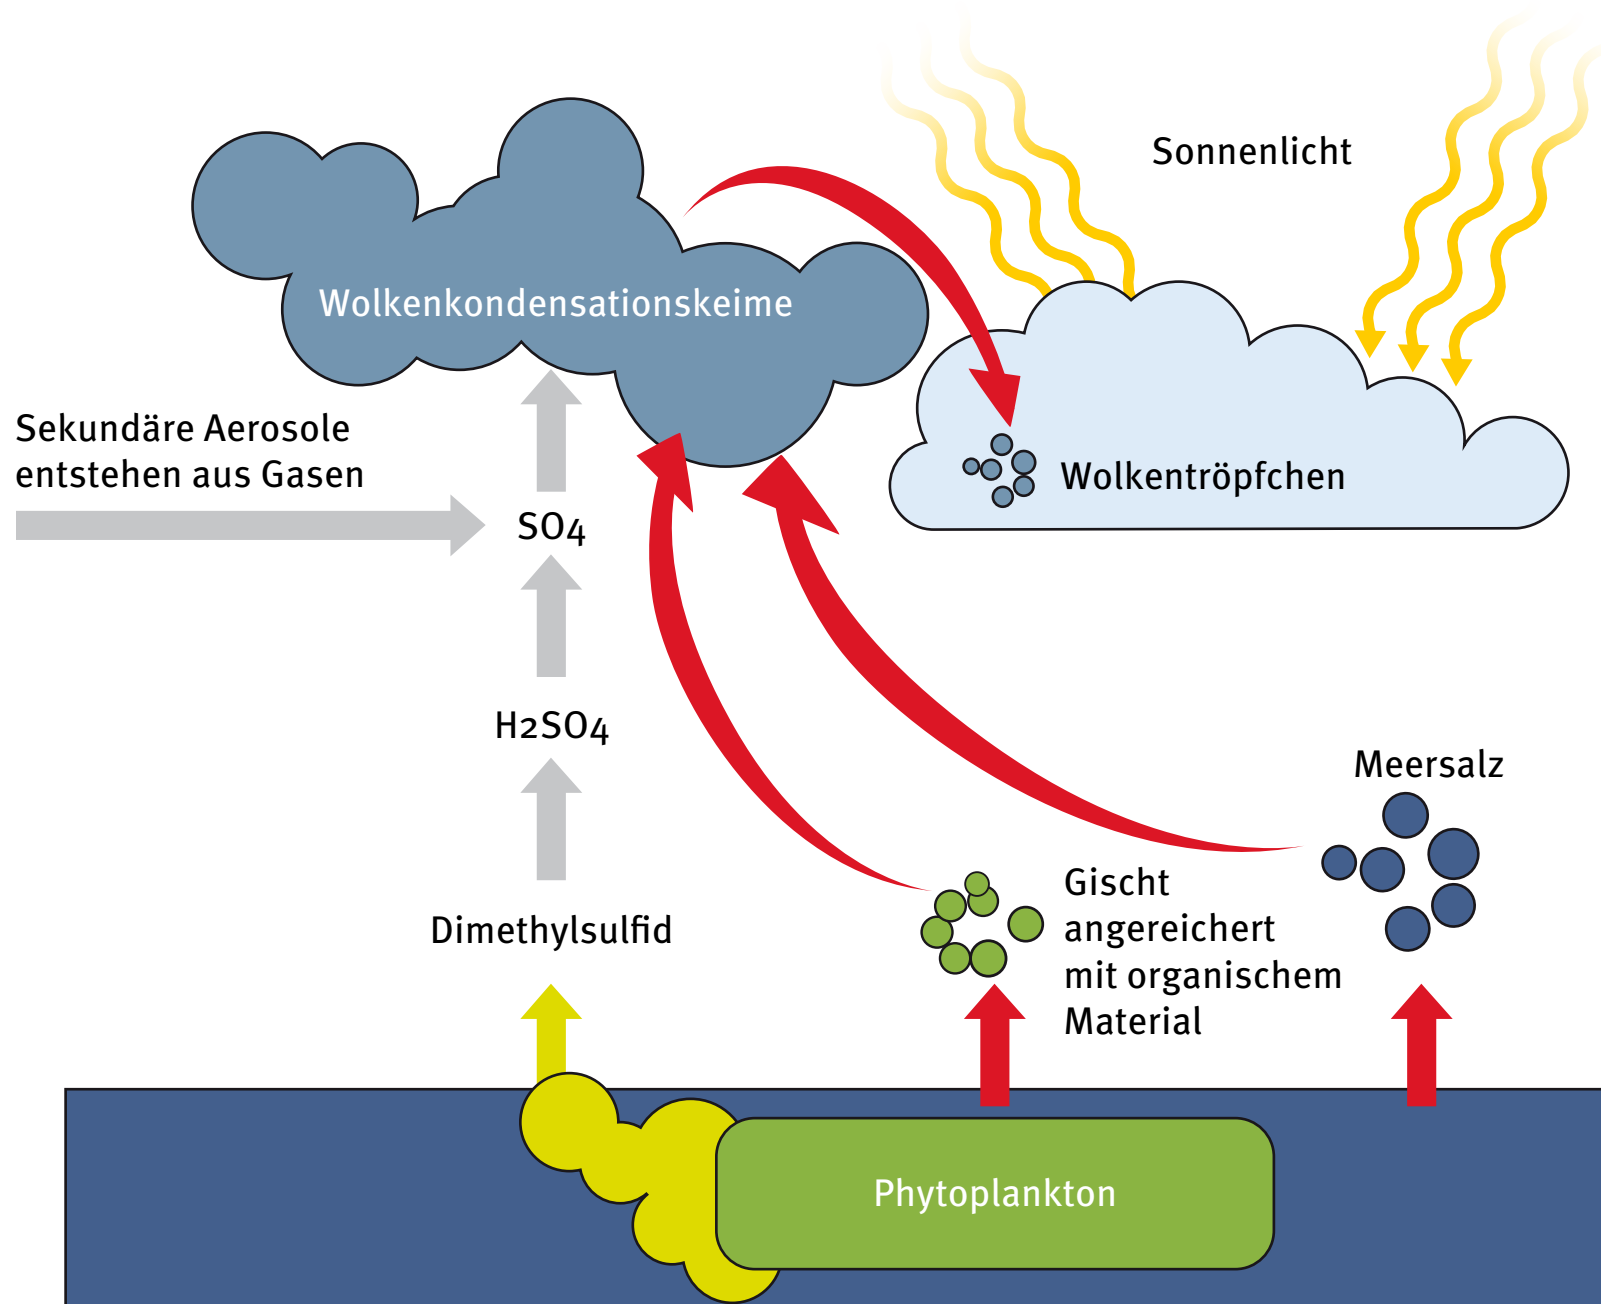 Sonnenlicht
Wolkenkondensationskeime
Sekundäre Aerosole
entstehen aus Gasen
Wolkentröpfchen
SO4
H2SO4
Meersalz
Gischt
angereichert
mit organischem
Material
Dimethylsulfid
Phytoplankton